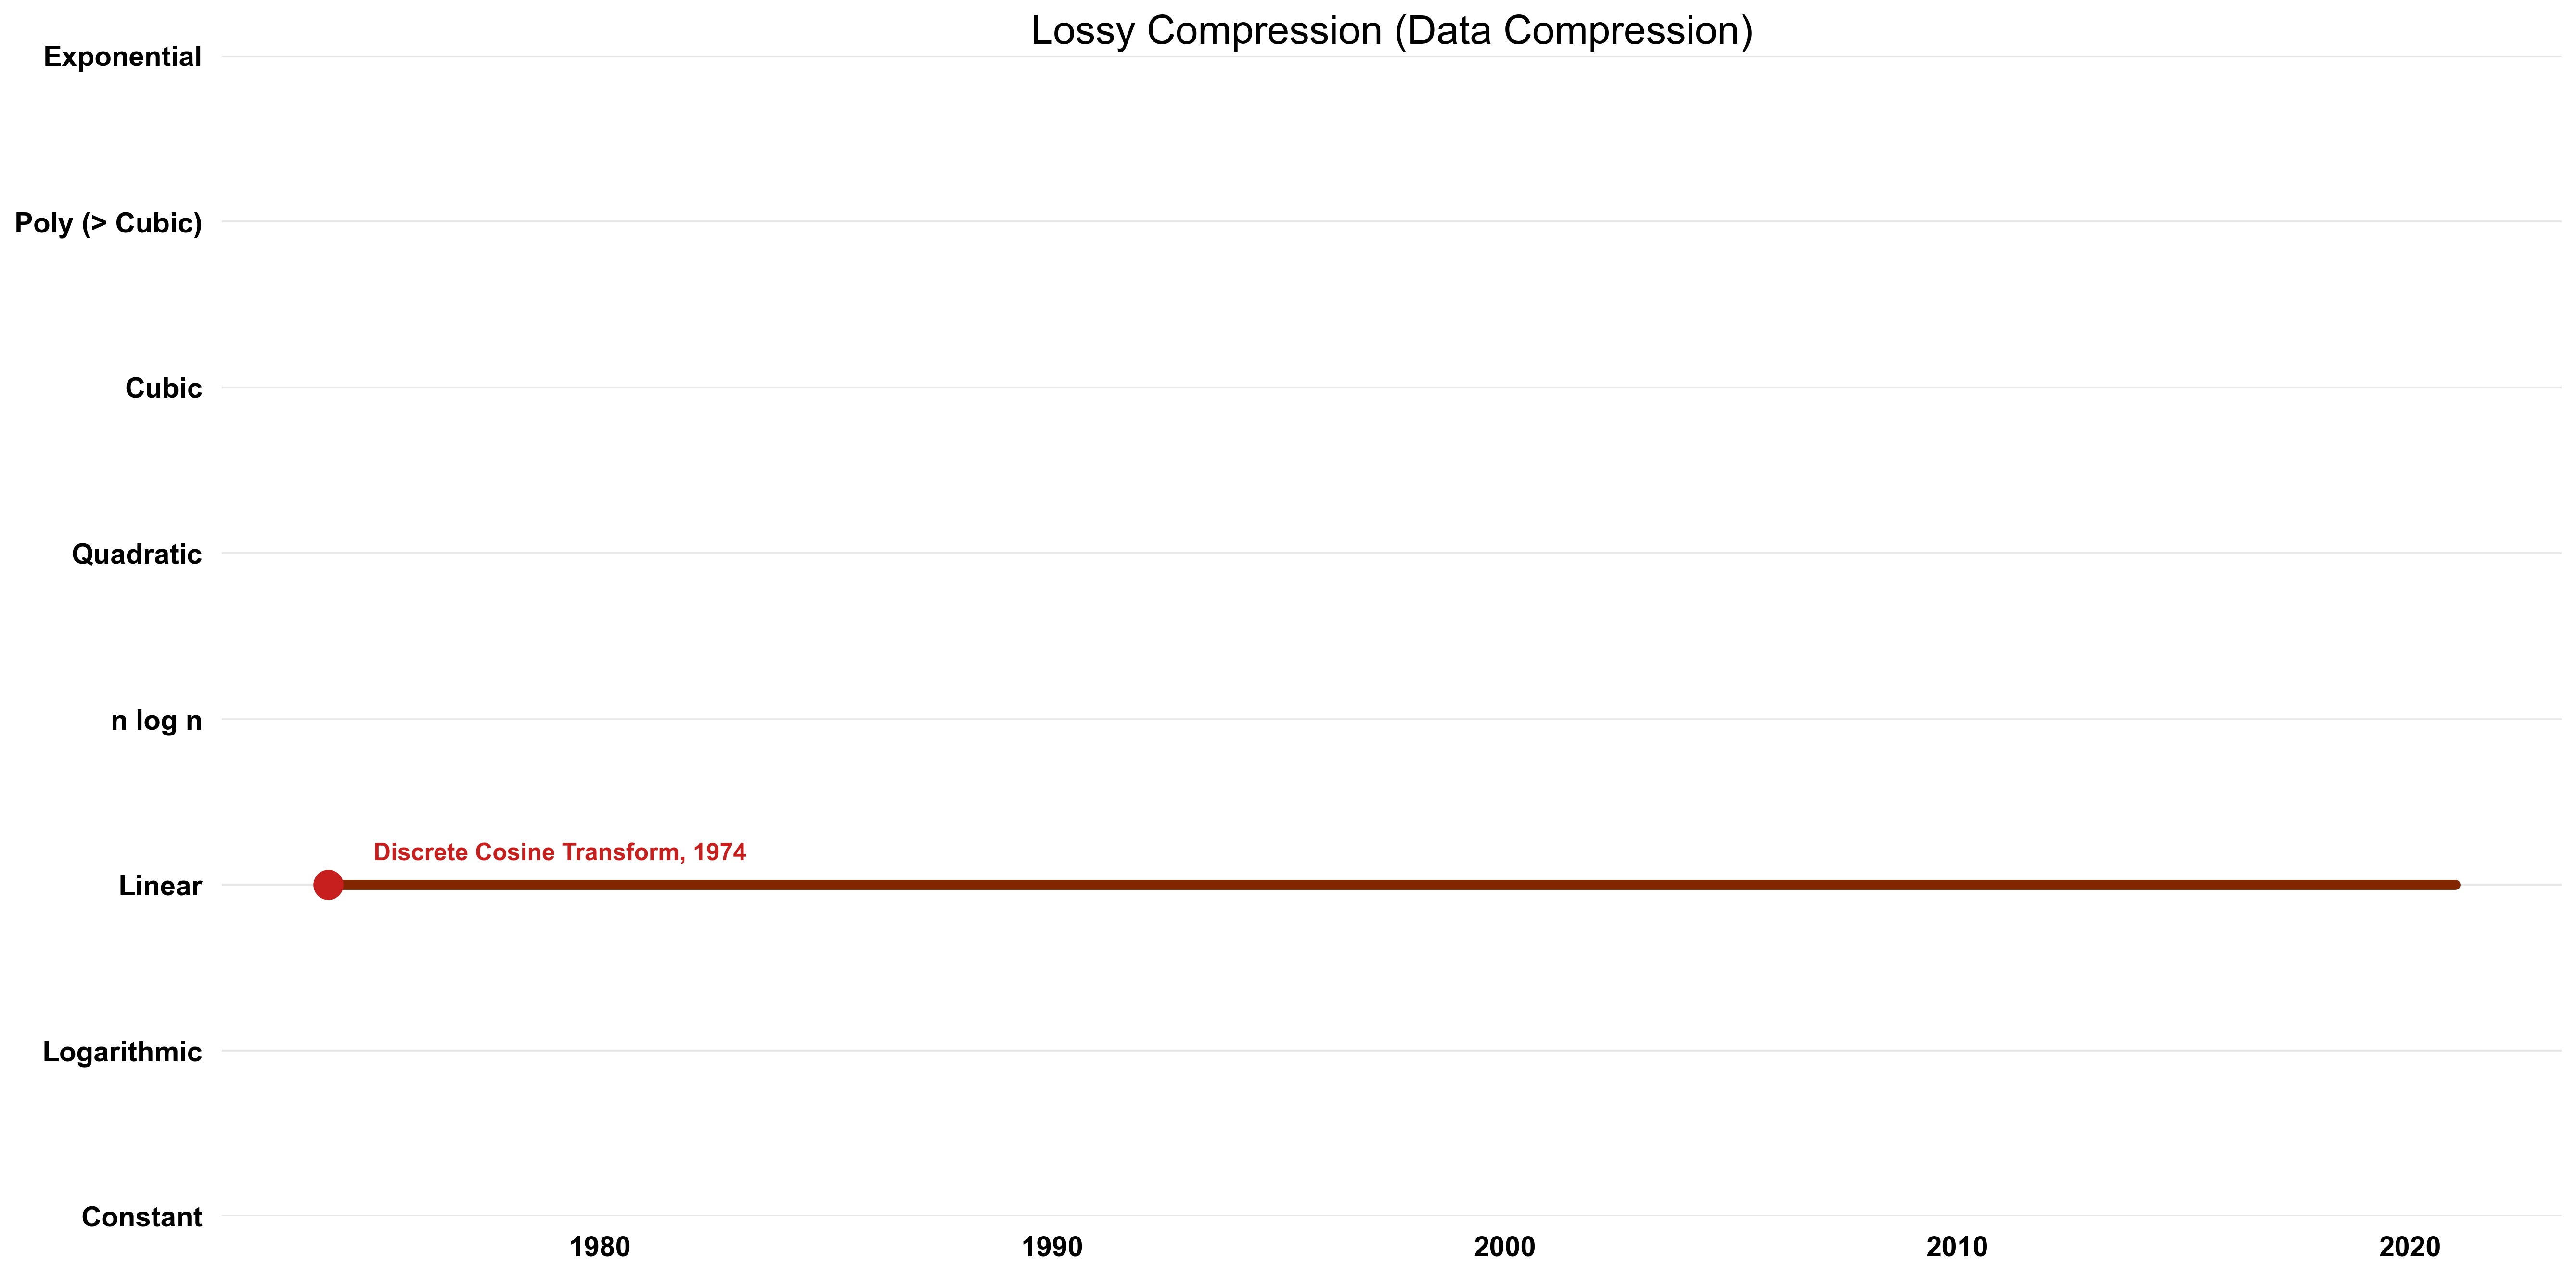 Lossy Compression (Data Compression)
Exponential
Poly (> Cubic)
Cubic
Quadratic
n log n
Discrete Cosine Transform, 1974
Linear
Logarithmic
Constant
1980 1990 2000 2010 2020